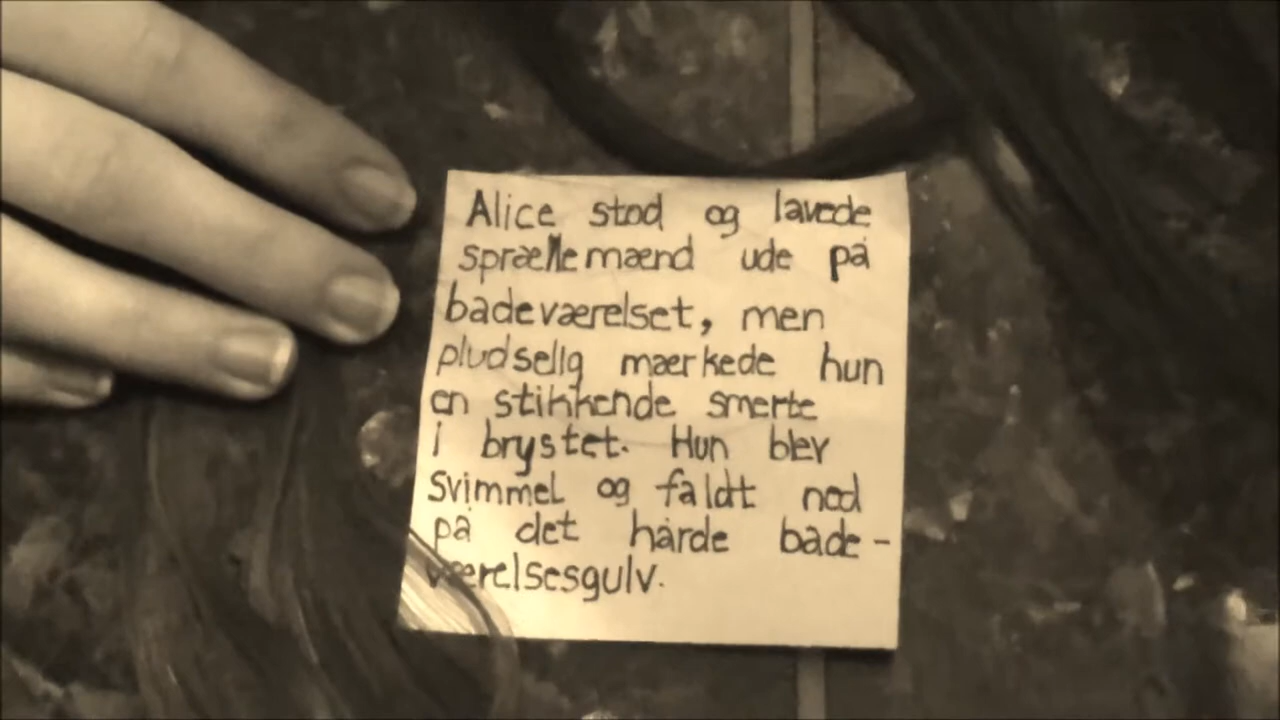 Alice stod og lavede
sprællemænd ude på
badeværelset, men
pludselig mærkede hun
en stikkende smerte
i brystet. Hun blev
svimmel og faldt ned
på det hårde bade-
værelsesgulv.